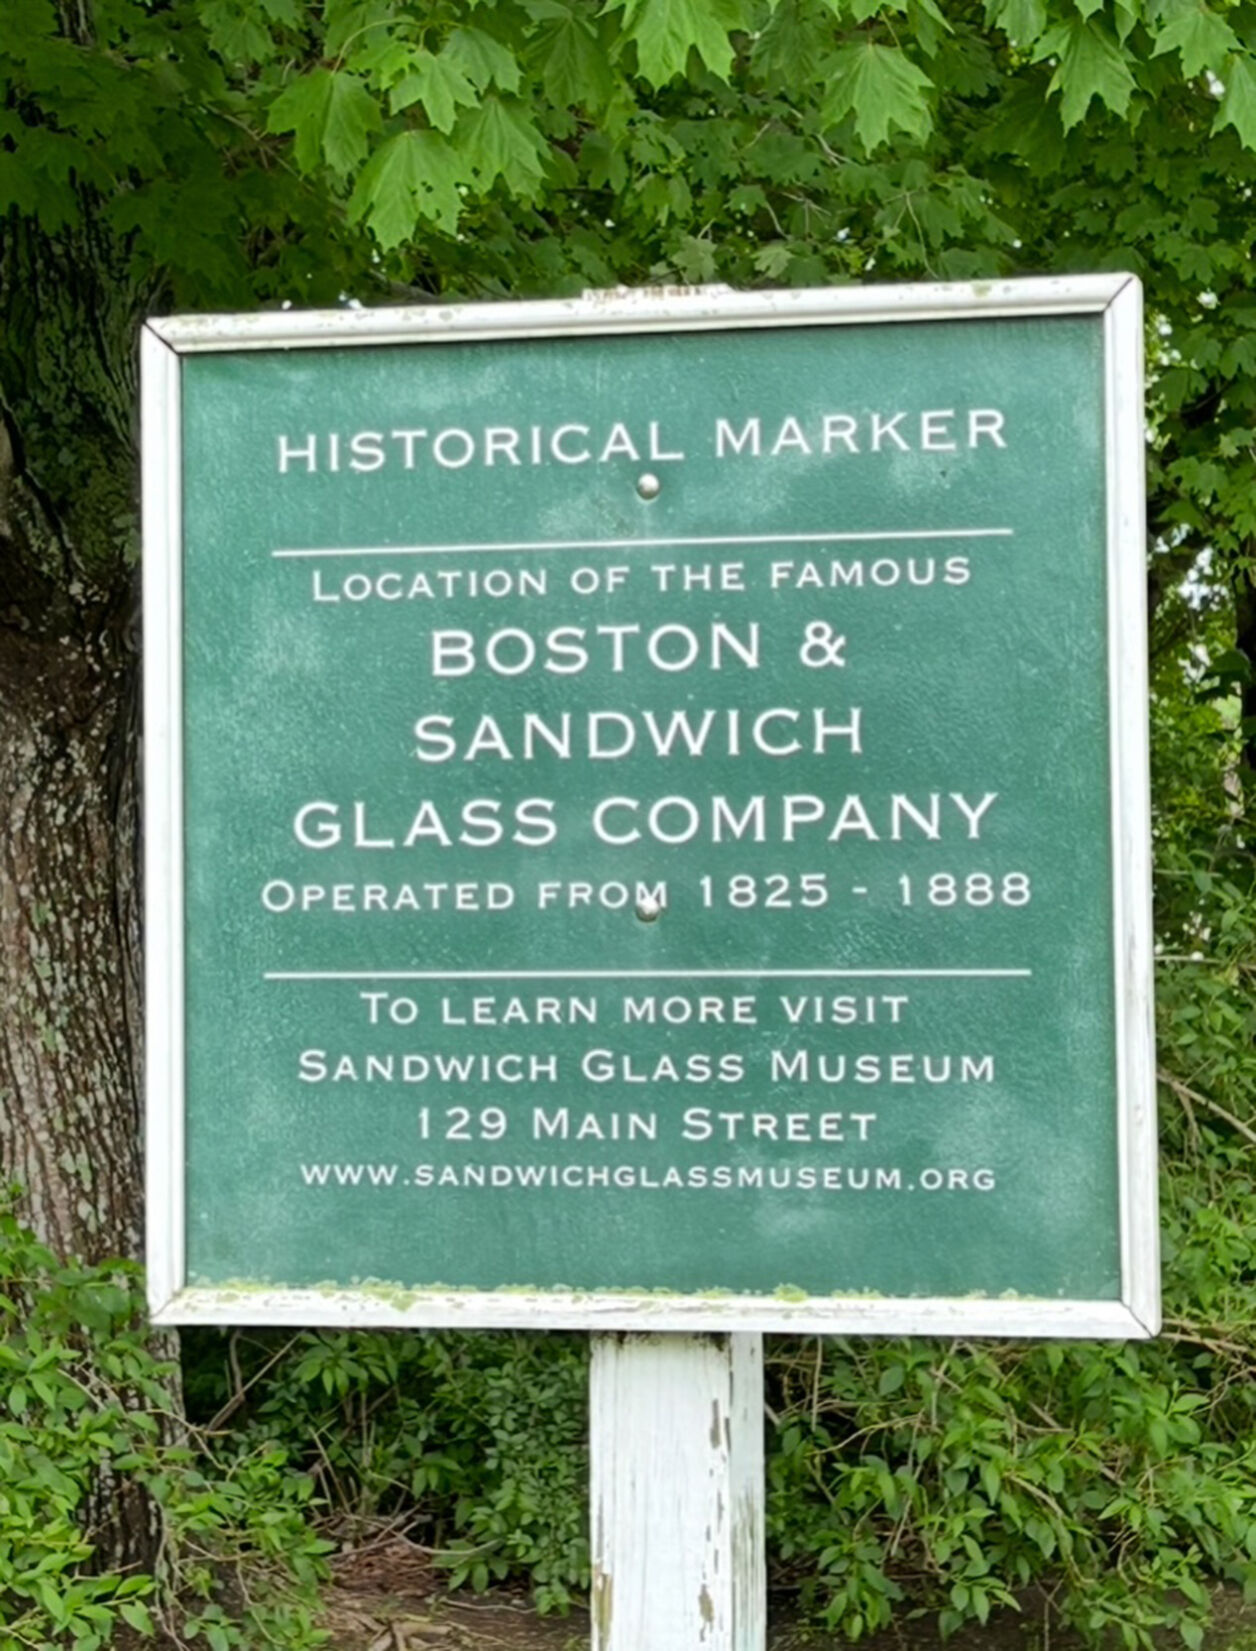 HISTORICAL MARKER
LOCATION OF THE FAMOUS
BOSTON &
SANDWICH
GLASS COMPANY
OPERATED FROM 1825 - 1888
TO LEARN MORE VISIT
SANDWICH GLASS MUSEUM
129 MAIN STREET
WWW.SANDWICHGLASSMUSEUM.ORG